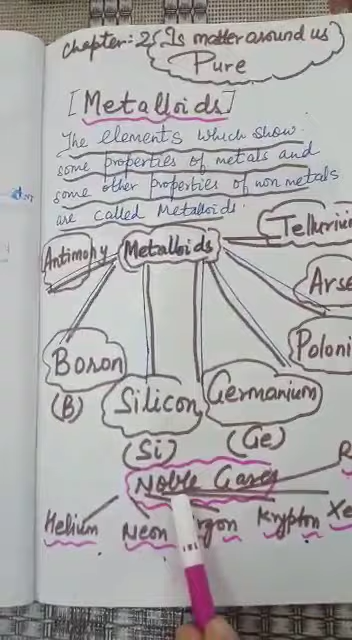 Chapter: 2 Is matter around us
Pure
[Metalloids]
The elements which show
some properties of metals and
some other properties of non metals
are called Metalloids.
Antimony Metalloids
Boron
(B)
Silicon
(Si)
Germanium
(Ge)
Noble Gases
Helium Neon Krypton Xe